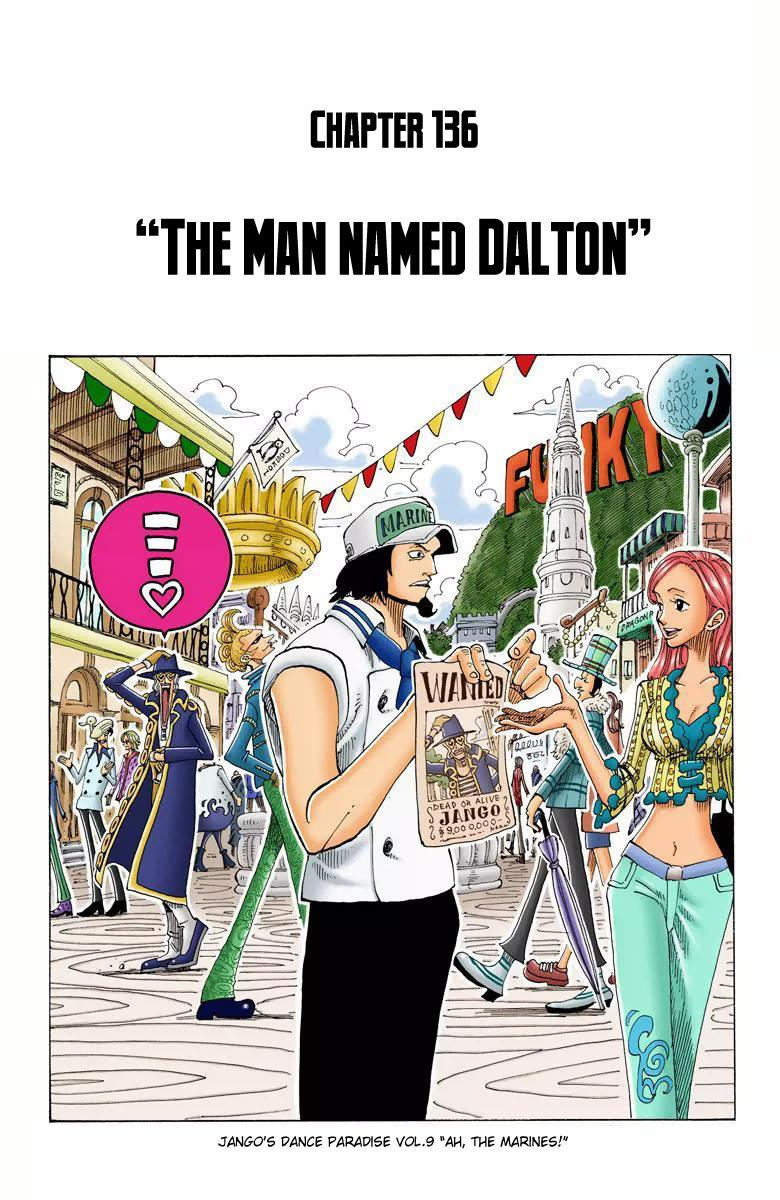 CHAPTER 136
“THE MAN NAMED DALTON”
FUNKY
MARINE
DRAGONR
WANTED
DEAD OR ALIVE
JANGO
$9,000,000-
JANGO'S DANCE PARADISE VOL.9 “AH, THE MARINES!”